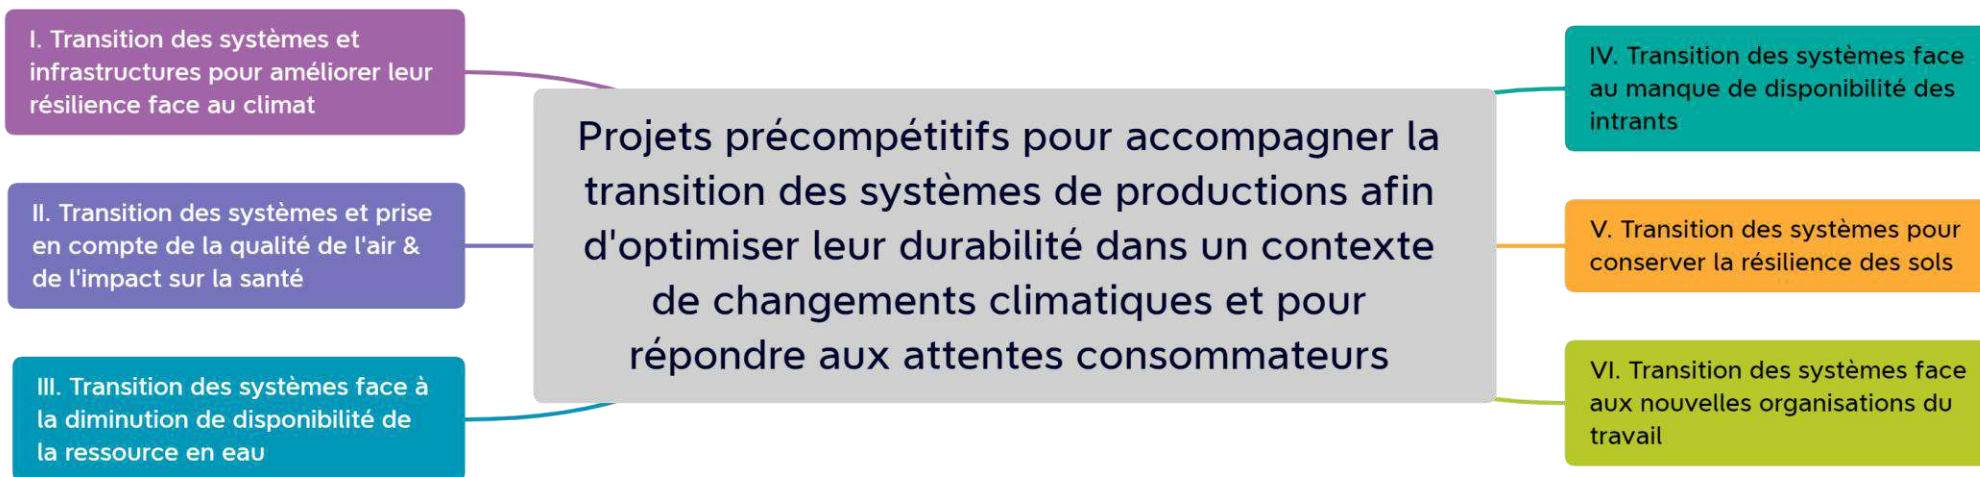 I. Transition des systèmes et
infrastructures pour améliorer leur
résilience face au climat
II. Transition des systèmes et prise
en compte de la qualité de l'air &
de l'impact sur la santé
III. Transition des systèmes face à
la diminution de disponibilité de
la ressource en eau
Projets précompétitifs pour accompagner la
transition des systèmes de productions afin
d'optimiser leur durabilité dans un contexte
de changements climatiques et pour
répondre aux attentes consommateurs
IV. Transition des systèmes face
au manque de disponibilité des
intrants
V. Transition des systèmes pour
conserver la résilience des sols
VI. Transition des systèmes face
aux nouvelles organisations du
travail